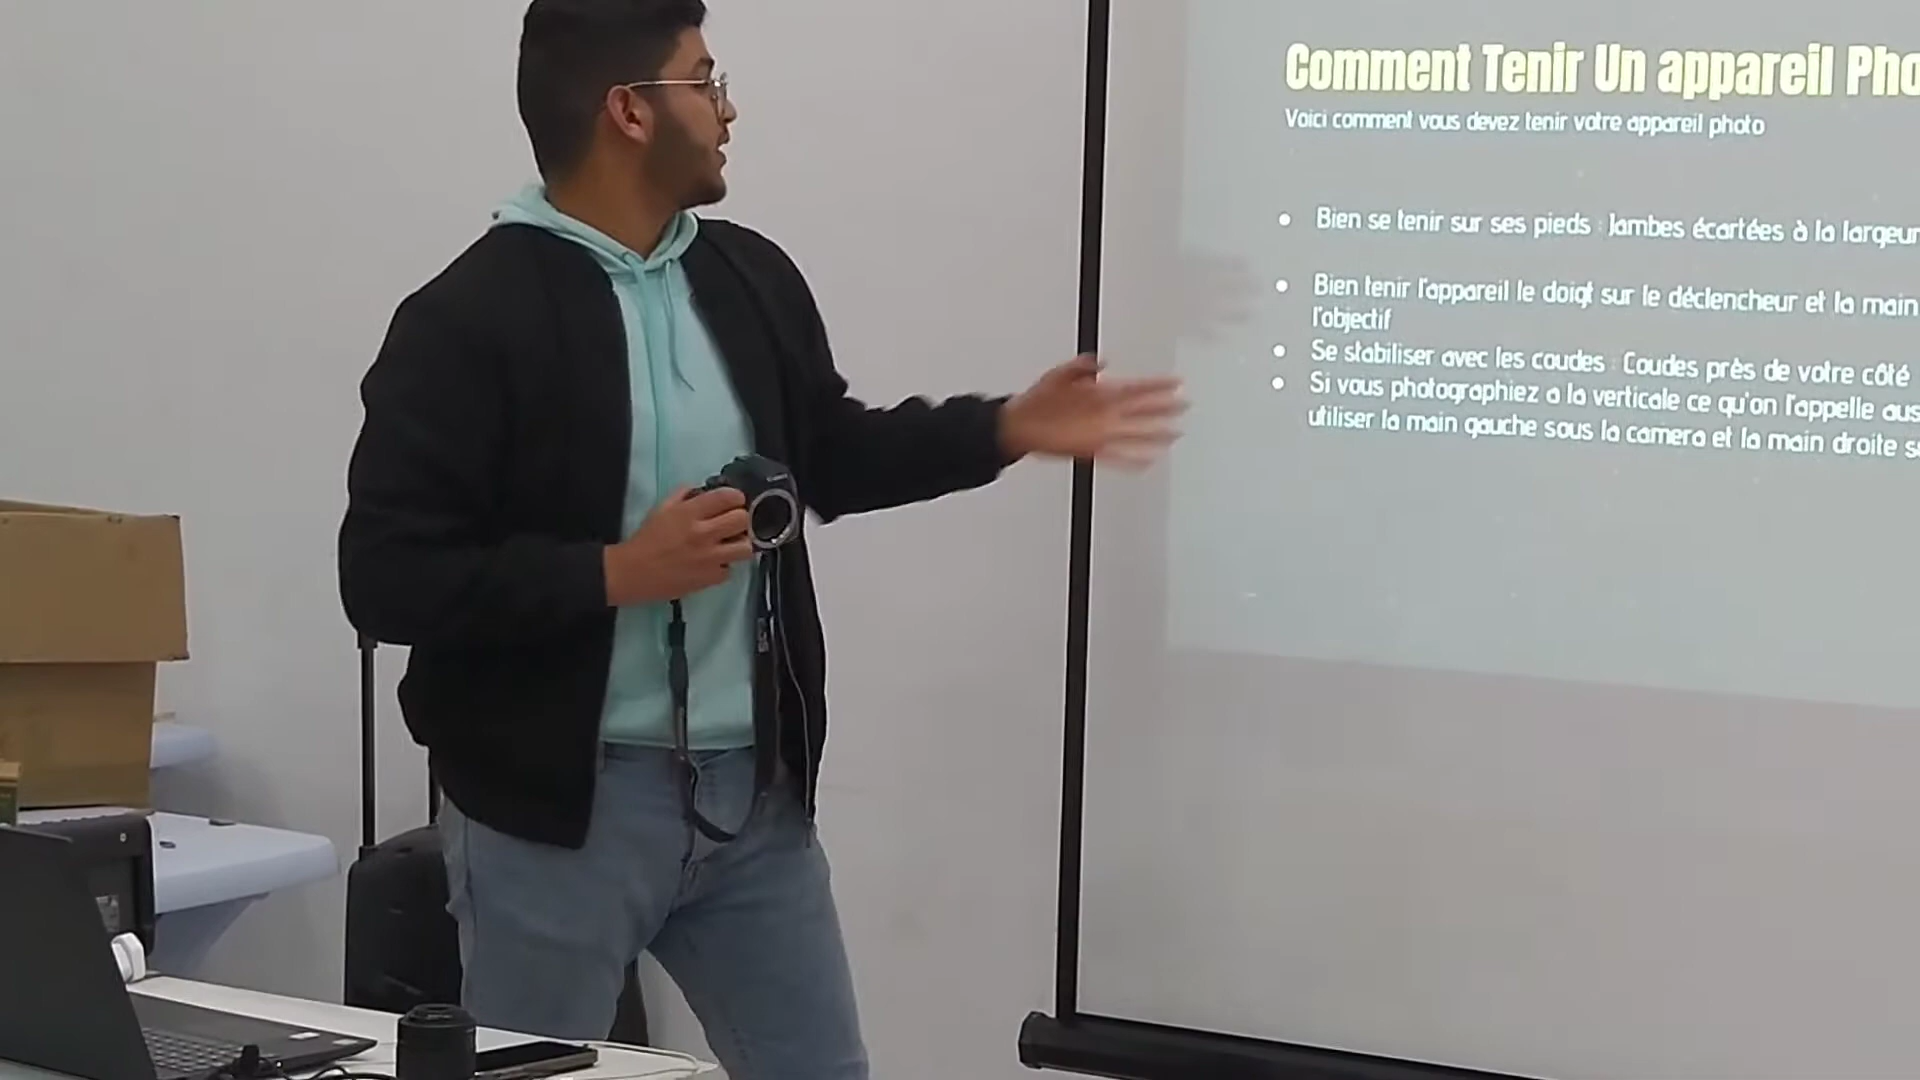 Comment Tenir Un appareil Pho
Voici comment vous devez tenir votre appareil photo
• Bien se tenir sur ses pieds : Jambes écartées à la largeur
• Bien tenir l'appareil le doigt sur le déclencheur et la main
l'objectif
• Se stabiliser avec les coudes : Coudes près de votre côté
• Si vous photographiez a la verticale ce qu'on l'appelle aus
utiliser la main gauche sous la camera et la main droite s
Canon
EOS